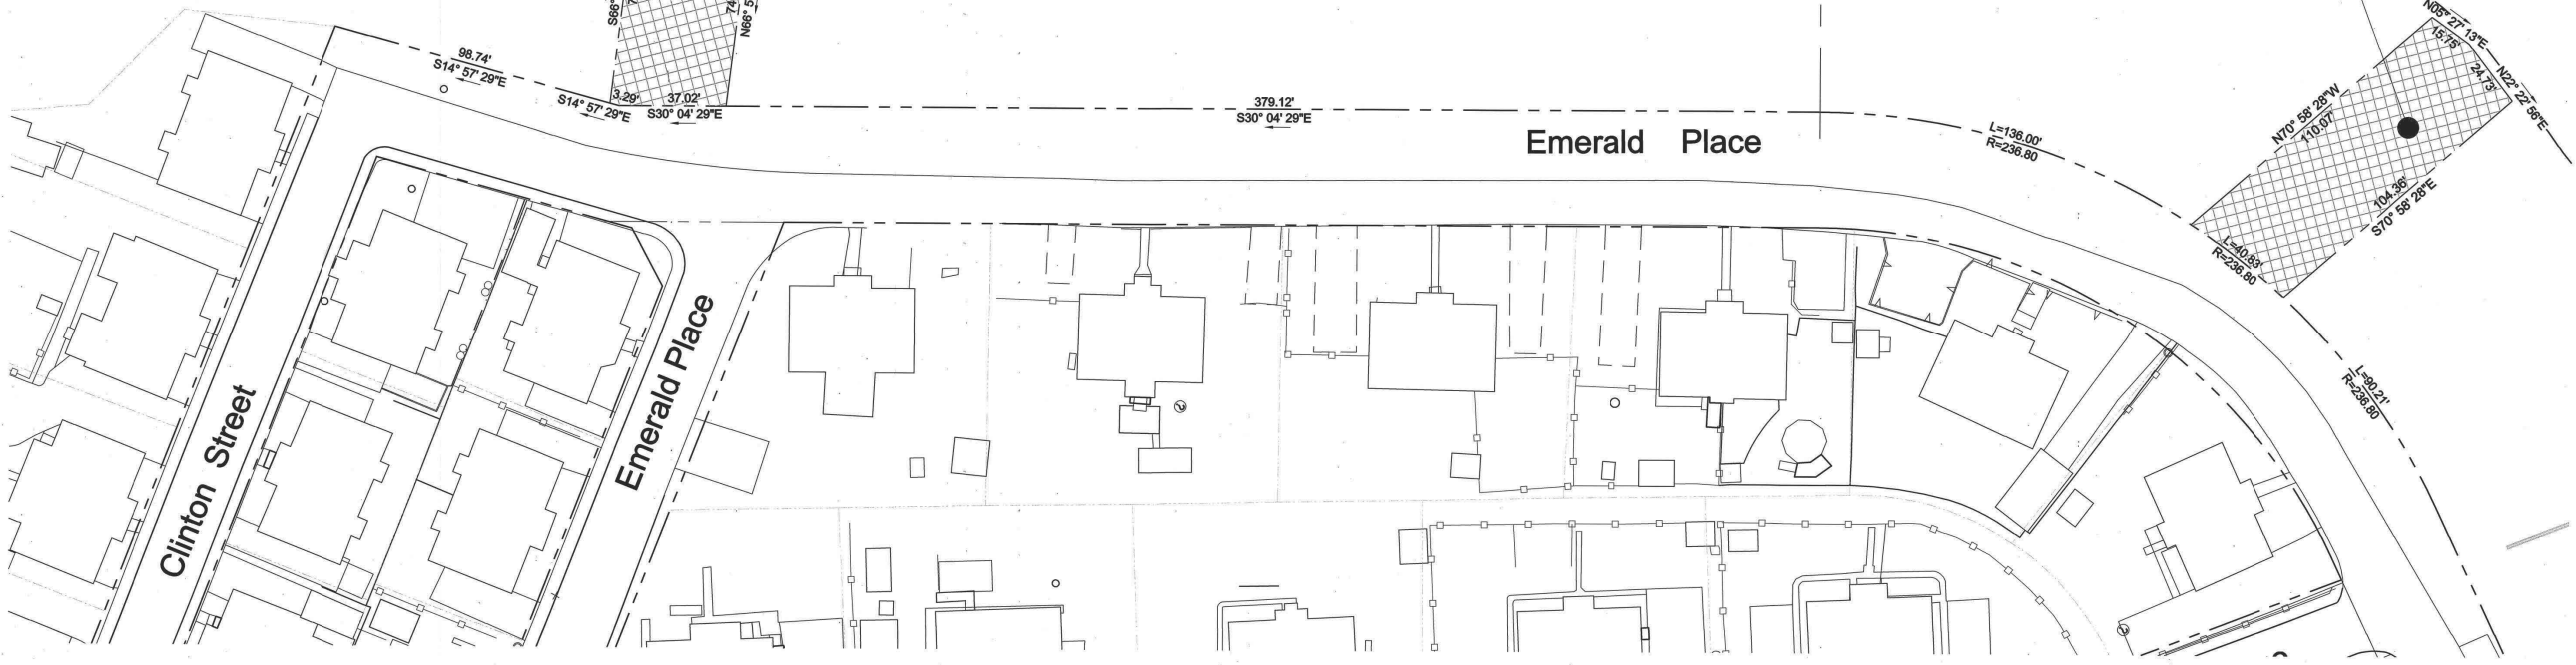 98.74'
S14° 57' 29"E
S14° 57' 29"E
3.29'
37.02'
S30° 04' 29"E
379.12'
S30° 04' 29"E
Emerald Place
L=136.00'
R=236.80
N70° 58' 28"W
110.07'
N05° 27' 13"E
15.75'
24.73'
N22° 22' 56"E
104.36'
S70° 58' 28"E
L=40.83'
R=236.80
L=90.21'
R=236.80
Clinton Street
Emerald Place